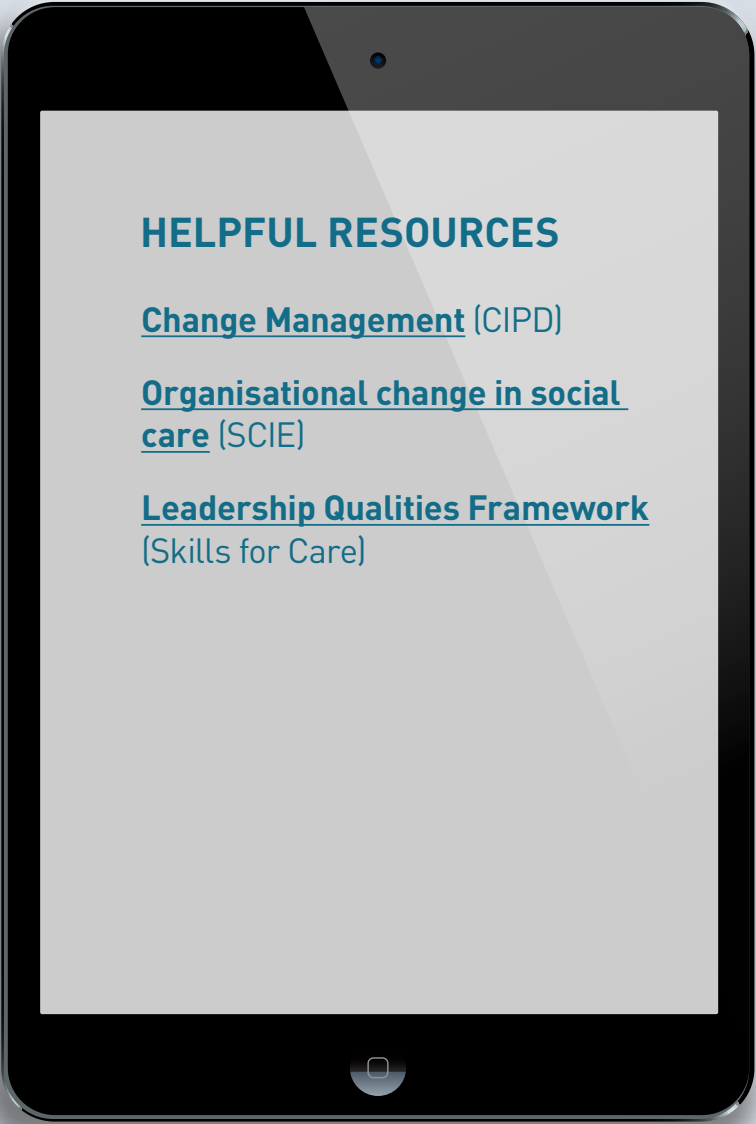 HELPFUL RESOURCES
Change Management (CIPD)
Organisational change in social
care (SCIE)
Leadership Qualities Framework
(Skills for Care)